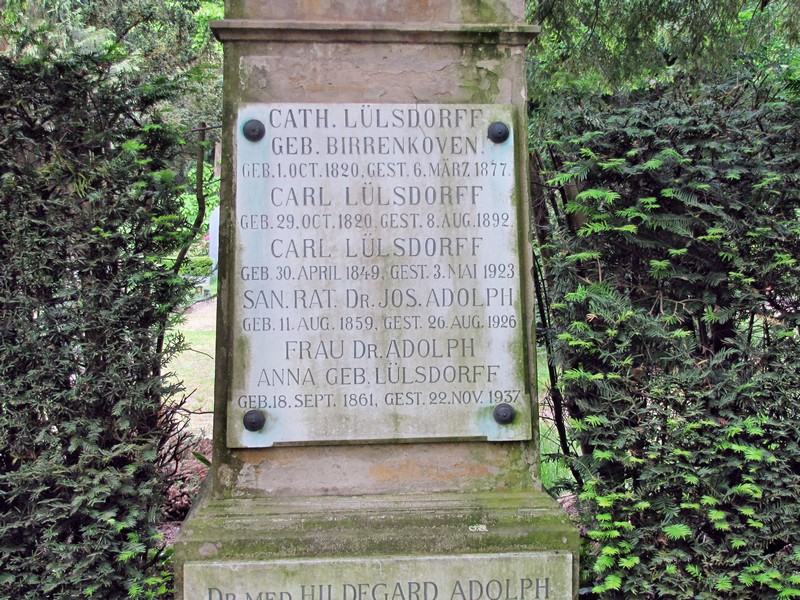 CATH. LÜLSDORFF
GEB. BIRRENKOVEN.
GEB. 1. OCT. 1820, GEST. 6. MÄRZ 1877.
CARL LÜLSDORFF
GEB. 29. OCT. 1820, GEST. 8. AUG. 1892.
CARL LÜLSDORFF
GEB. 30. APRIL 1849, GEST. 3. MAI 1923
SAN. RAT. DR. JOS. ADOLPH
GEB. 11. AUG. 1859, GEST. 26. AUG. 1926
FRAU DR. ADOLPH
ANNA GEB. LÜLSDORFF
GEB. 18. SEPT. 1861, GEST. 22. NOV. 1937
DR. MED. HILDEGARD ADOLPH